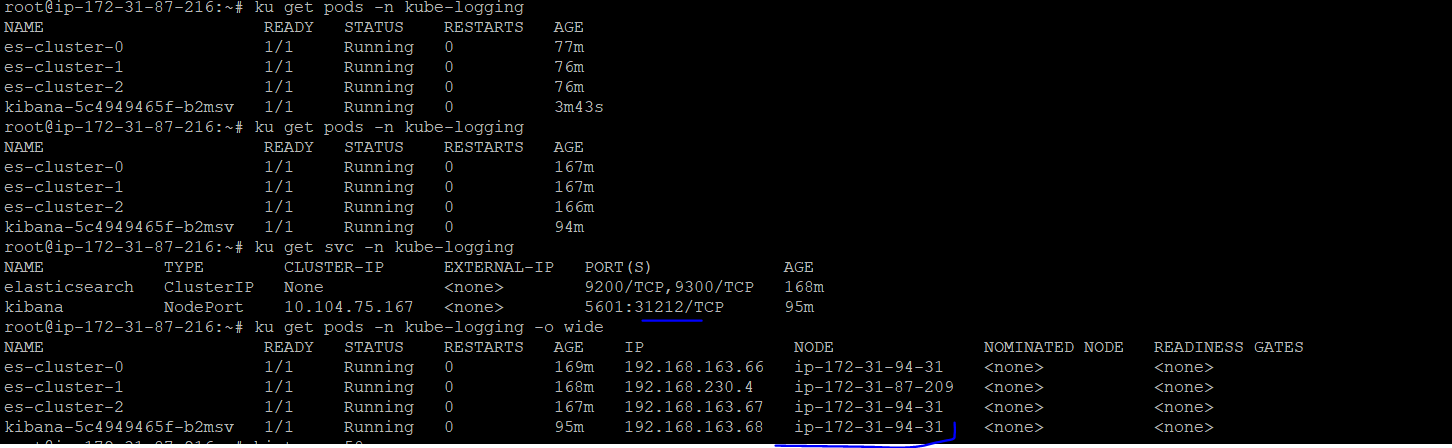 root@ip-172-31-87-216:~# ku get pods -n kube-logging
NAME READY STATUS RESTARTS AGE
es-cluster-0 1/1 Running 0 77m
es-cluster-1 1/1 Running 0 76m
es-cluster-2 1/1 Running 0 76m
kibana-5c4949465f-b2msv 1/1 Running 0 3m43s
root@ip-172-31-87-216:~# ku get pods -n kube-logging
NAME READY STATUS RESTARTS AGE
es-cluster-0 1/1 Running 0 167m
es-cluster-1 1/1 Running 0 167m
es-cluster-2 1/1 Running 0 166m
kibana-5c4949465f-b2msv 1/1 Running 0 94m
root@ip-172-31-87-216:~# ku get svc -n kube-logging
NAME TYPE CLUSTER-IP EXTERNAL-IP PORT(S) AGE
elasticsearch ClusterIP None <none> 9200/TCP,9300/TCP 168m
kibana NodePort 10.104.75.167 <none> 5601:31212/TCP 95m
root@ip-172-31-87-216:~# ku get pods -n kube-logging -o wide
NAME READY STATUS RESTARTS AGE IP NODE NOMINATED NODE READINESS GATES
es-cluster-0 1/1 Running 0 169m 192.168.163.66 ip-172-31-94-31 <none> <none>
es-cluster-1 1/1 Running 0 168m 192.168.230.4 ip-172-31-87-209 <none> <none>
es-cluster-2 1/1 Running 0 167m 192.168.163.67 ip-172-31-94-31 <none> <none>
kibana-5c4949465f-b2msv 1/1 Running 0 95m 192.168.163.68 ip-172-31-94-31 <none> <none>